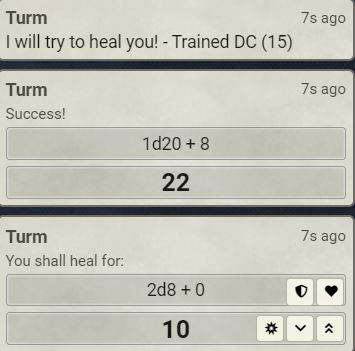 Turm 7s ago
I will try to heal you! - Trained DC (15)
Turm 7s ago
Success!
1d20 + 8
22
Turm 7s ago
You shall heal for:
2d8 + 0
10